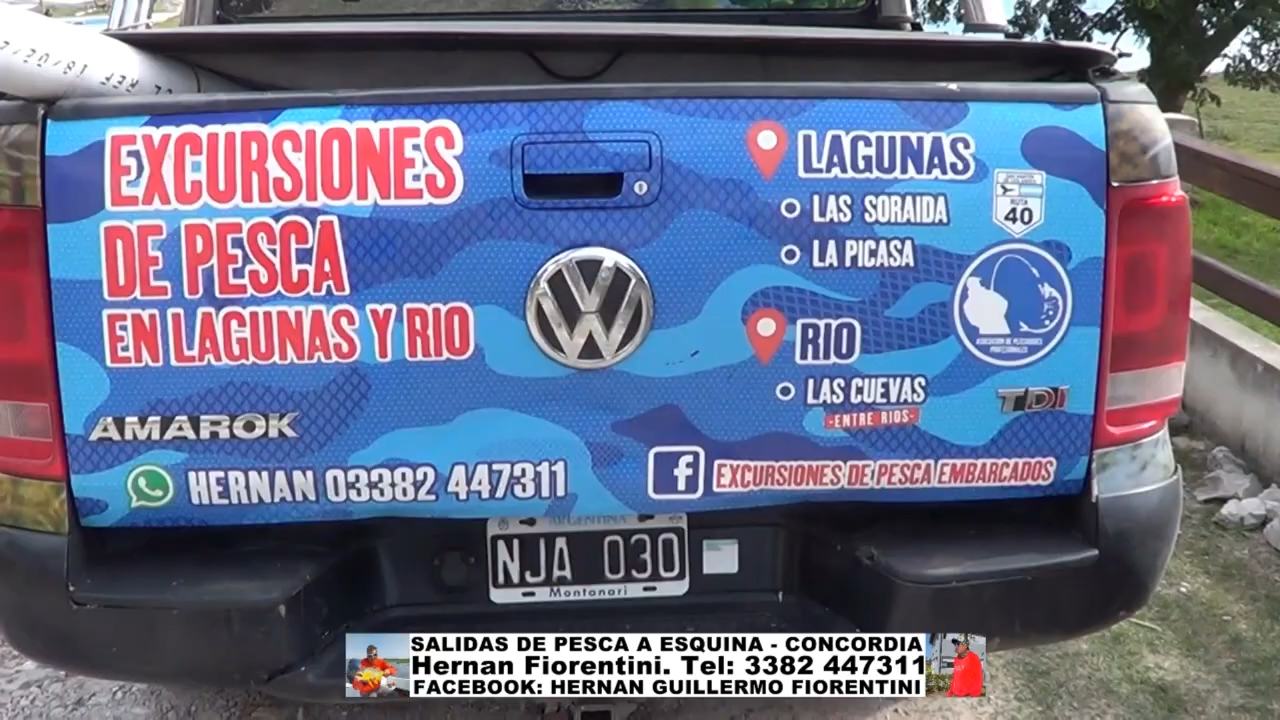 EXCURSIONES
DE PESCA
EN LAGUNAS Y RIO
LAGUNAS
LAS SORAIDA
LA PICASA
RUTA
40
RIO
LAS CUEVAS
-ENTRE RIOS-
AMAROK
TDI
HERNAN 03382 447311
EXCURSIONES DE PESCA EMBARCADOS
ARGENTINA
NJA 030
Montanari
SALIDAS DE PESCA A ESQUINA - CONCORDIA
Hernan Fiorentini. Tel: 3382 447311
FACEBOOK: HERNAN GUILLERMO FIORENTINI